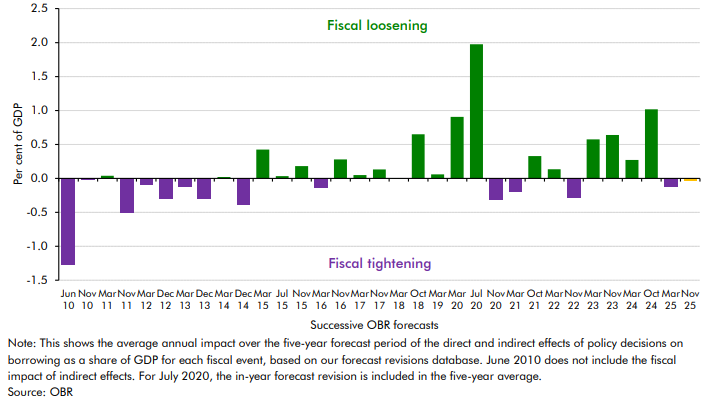 2.5
Fiscal loosening
2.0
1.5
1.0
0.5
0.0
-0.5
-1.0
Fiscal tightening
-1.5
Per cent of GDP
Jun Nov Mar Nov Mar Dec Mar Dec Mar Dec Mar Jul Nov Mar Nov Mar Nov Mar Oct Mar Mar Jul Nov Mar Oct Mar Nov Mar Nov Mar Oct Mar Nov
10 10 11 11 12 12 13 13 14 14 15 15 15 16 16 17 17 18 18 19 20 20 20 21 21 22 22 23 23 24 24 25 25
Successive OBR forecasts
Note: This shows the average annual impact over the five-year forecast period of the direct and indirect effects of policy decisions on
borrowing as a share of GDP for each fiscal event, based on our forecast revisions database. June 2010 does not include the fiscal
impact of indirect effects. For July 2020, the in-year forecast revision is included in the five-year average.
Source: OBR